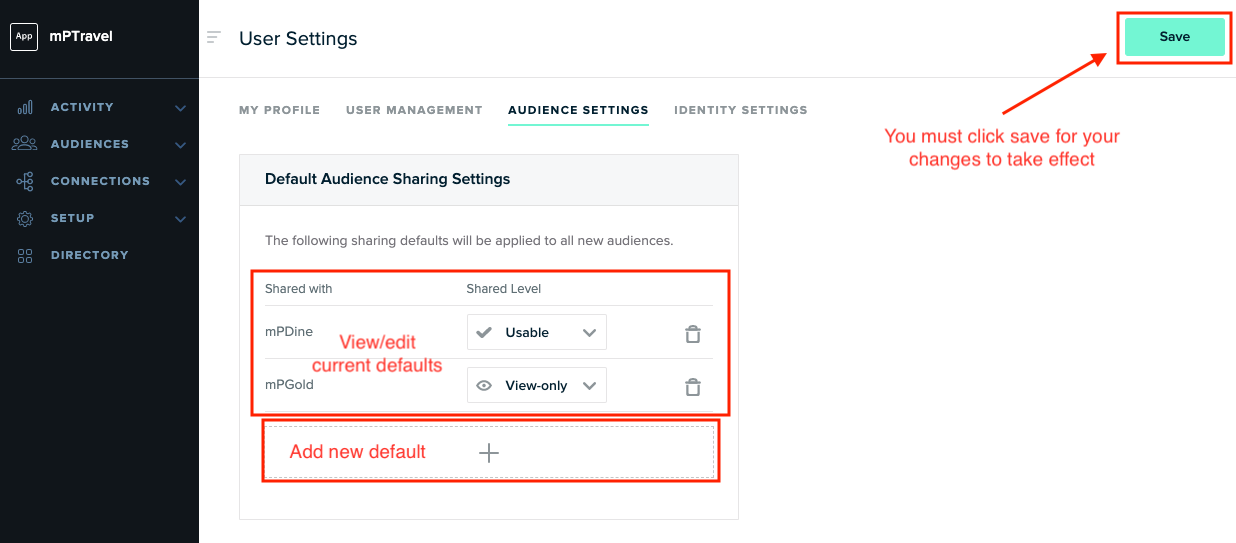 App mPTravel
User Settings
Save
ACTIVITY
AUDIENCES
CONNECTIONS
SETUP
DIRECTORY
MY PROFILE USER MANAGEMENT AUDIENCE SETTINGS IDENTITY SETTINGS
You must click save for your
changes to take effect
Default Audience Sharing Settings
The following sharing defaults will be applied to all new audiences.
Shared with Shared Level
mPDine Usable
View/edit
current defaults
mPGold View-only
Add new default